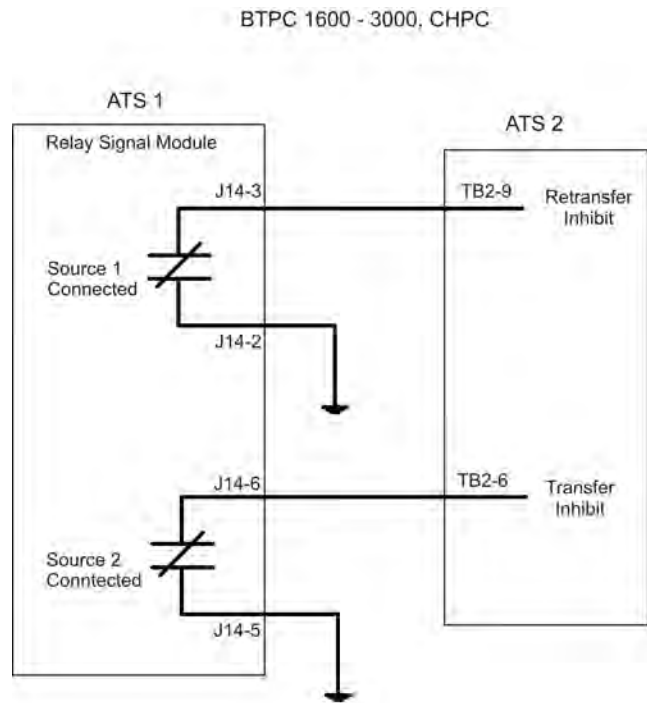 BTPC 1600 - 3000, CHPC
ATS 1
ATS 2
Relay Signal Module
J14-3
TB2-9
Retransfer
Inhibit
Source 1
Connected
J14-2
J14-6
TB2-6
Transfer
Inhibit
Source 2
Conntected
J14-5